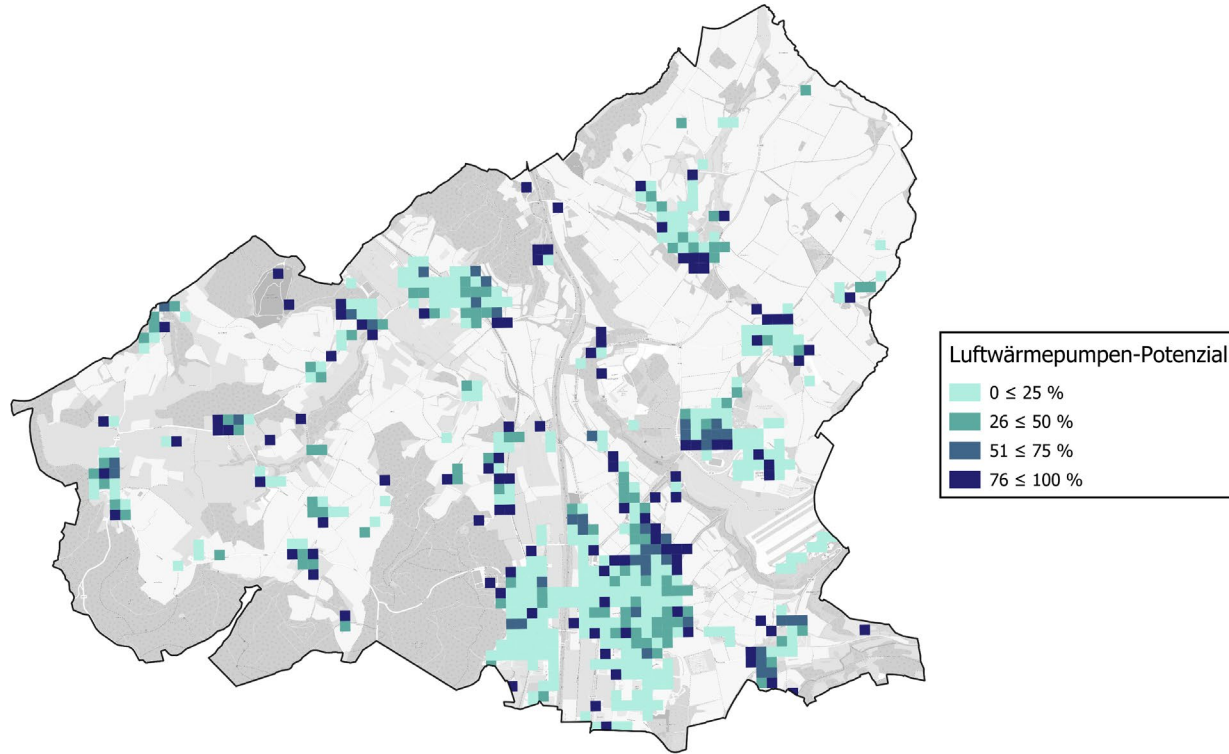 Luftwärmepumpen-Potenzial
0 ≤ 25 %
26 ≤ 50 %
51 ≤ 75 %
76 ≤ 100 %